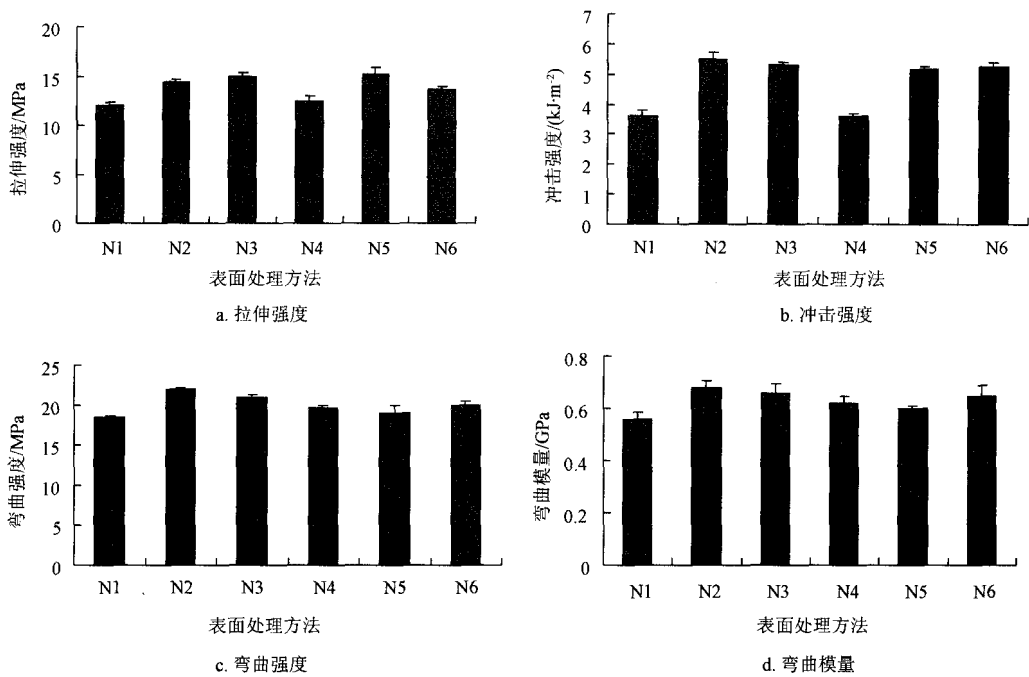 拉伸强度/MPa
20
15
10
5
0
N1 N2 N3 N4 N5 N6
表面处理方法
a. 拉伸强度
冲击强度/(kJ·m⁻²)
7
6
5
4
3
2
1
0
N1 N2 N3 N4 N5 N6
表面处理方法
b. 冲击强度
弯曲强度/MPa
25
20
15
10
5
0
N1 N2 N3 N4 N5 N6
表面处理方法
c. 弯曲强度
弯曲模量/GPa
0.8
0.6
0.4
0.2
0
N1 N2 N3 N4 N5 N6
表面处理方法
d. 弯曲模量